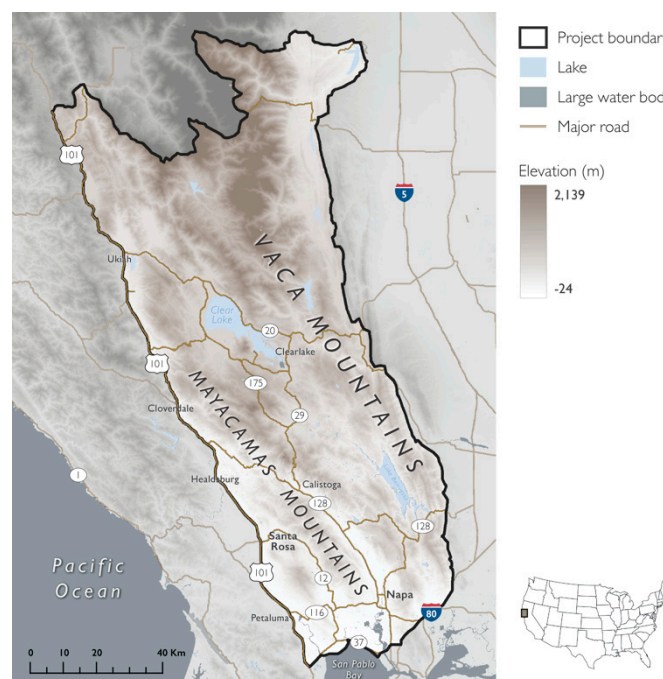 Project boundar
Lake
Large water bod
Major road
Elevation (m)
2,139
-24
101
5
VACA MOUNTAINS
Ukiah
Clear
Lake
20
Clearlake
101
175
MAYACAMAS MOUNTAINS
Cloverdale
29
1
Healdsburg
Calistoga
128
128
Santa
Rosa
Pacific
Ocean
101
12
Napa
Petaluma
116
80
37
San Pablo
Bay
0 10 20 40 Km